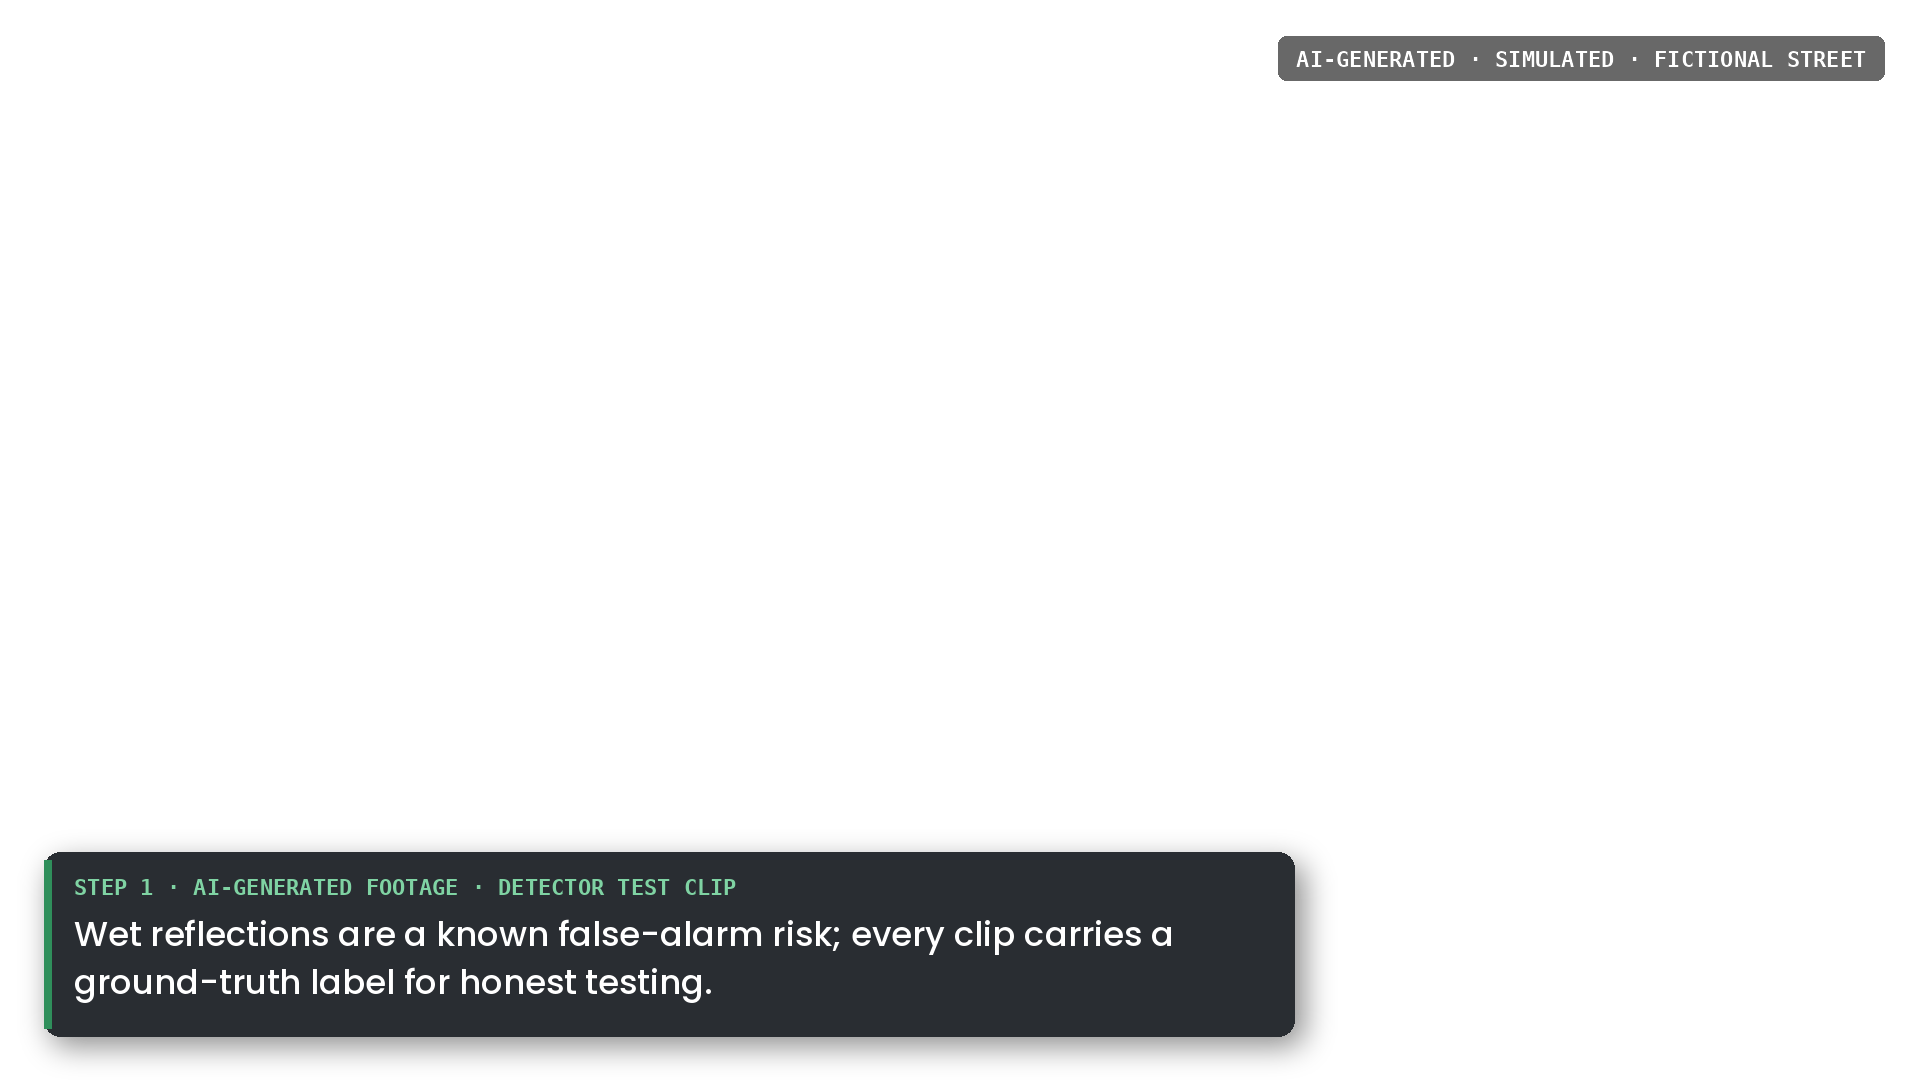 AI-GENERATED · SIMULATED · FICTIONAL STREET
STEP 1 · AI-GENERATED FOOTAGE · DETECTOR TEST CLIP
Wet reflections are a known false-alarm risk; every clip carries a
ground-truth label for honest testing.